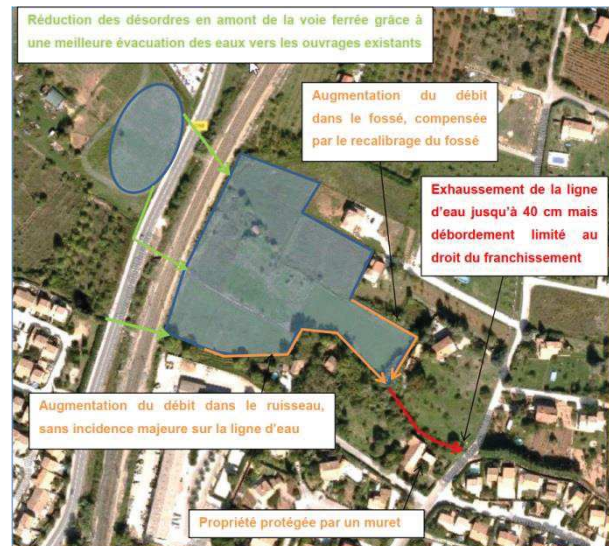 Réduction des désordres en amont de la voie ferrée grâce à
une meilleure évacuation des eaux vers les ouvrages existants
Augmentation du débit
dans le fossé, compensée
par le recalibrage du fossé
Exhaussement de la ligne
d'eau jusqu'à 40 cm mais
débordement limité au
droit du franchissement
Augmentation du débit dans le ruisseau,
sans incidence majeure sur la ligne d'eau
Propriété protégée par un muret